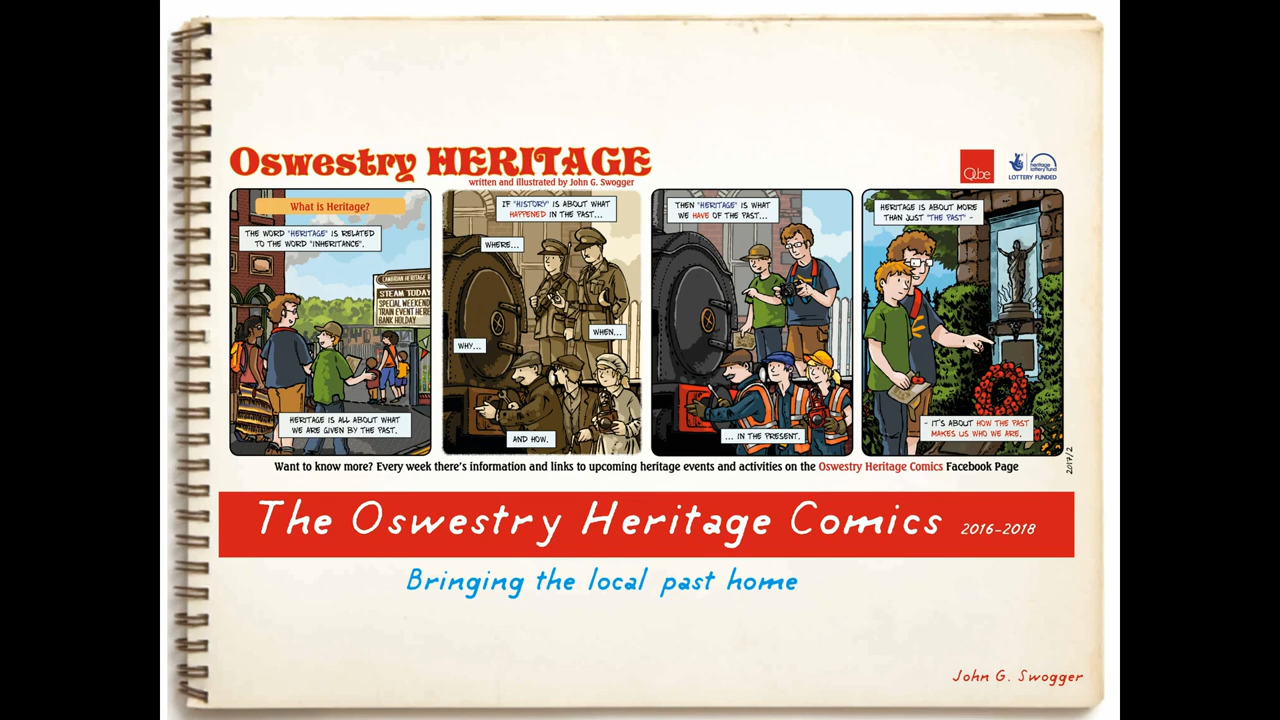 Oswestry HERITAGE
written and illustrated by John G. Swogger
Qube
heritage
lottery fund
LOTTERY FUNDED
What is Heritage?
THE WORD "HERITAGE" IS RELATED
TO THE WORD "INHERITANCE".
CAMBRIAN HERITAGE R
STEAM TODAY
SPECIAL WEEKEND
TRAIN EVENT HERE
BANK HOLIDAY
HERITAGE IS ALL ABOUT WHAT
WE ARE GIVEN BY THE PAST.
IF "HISTORY" IS ABOUT WHAT
HAPPENED IN THE PAST...
WHERE...
WHEN...
WHY...
AND HOW.
THEN "HERITAGE" IS WHAT
WE HAVE OF THE PAST...
... IN THE PRESENT.
HERITAGE IS ABOUT MORE
THAN JUST "THE PAST" -
- IT'S ABOUT HOW THE PAST
MAKES US WHO WE ARE.
2017/2
Want to know more? Every week there's information and links to upcoming heritage events and activities on the Oswestry Heritage Comics Facebook Page
The Oswestry Heritage Comics 2016-2018
Bringing the local past home
John G. Swogger